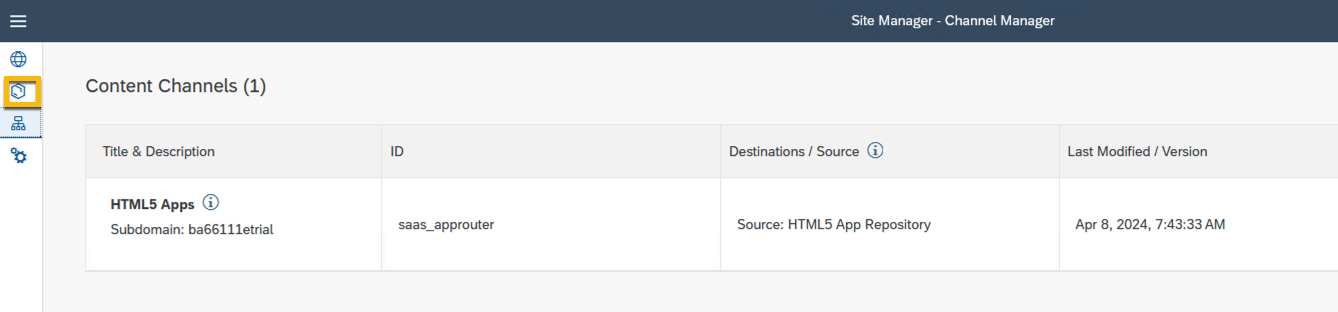 Site Manager - Channel Manager
Content Channels (1)
Title & Description
ID
Destinations / Source
Last Modified / Version
HTML5 Apps
Subdomain: ba66111etrial
saas_approuter
Source: HTML5 App Repository
Apr 8, 2024, 7:43:33 AM